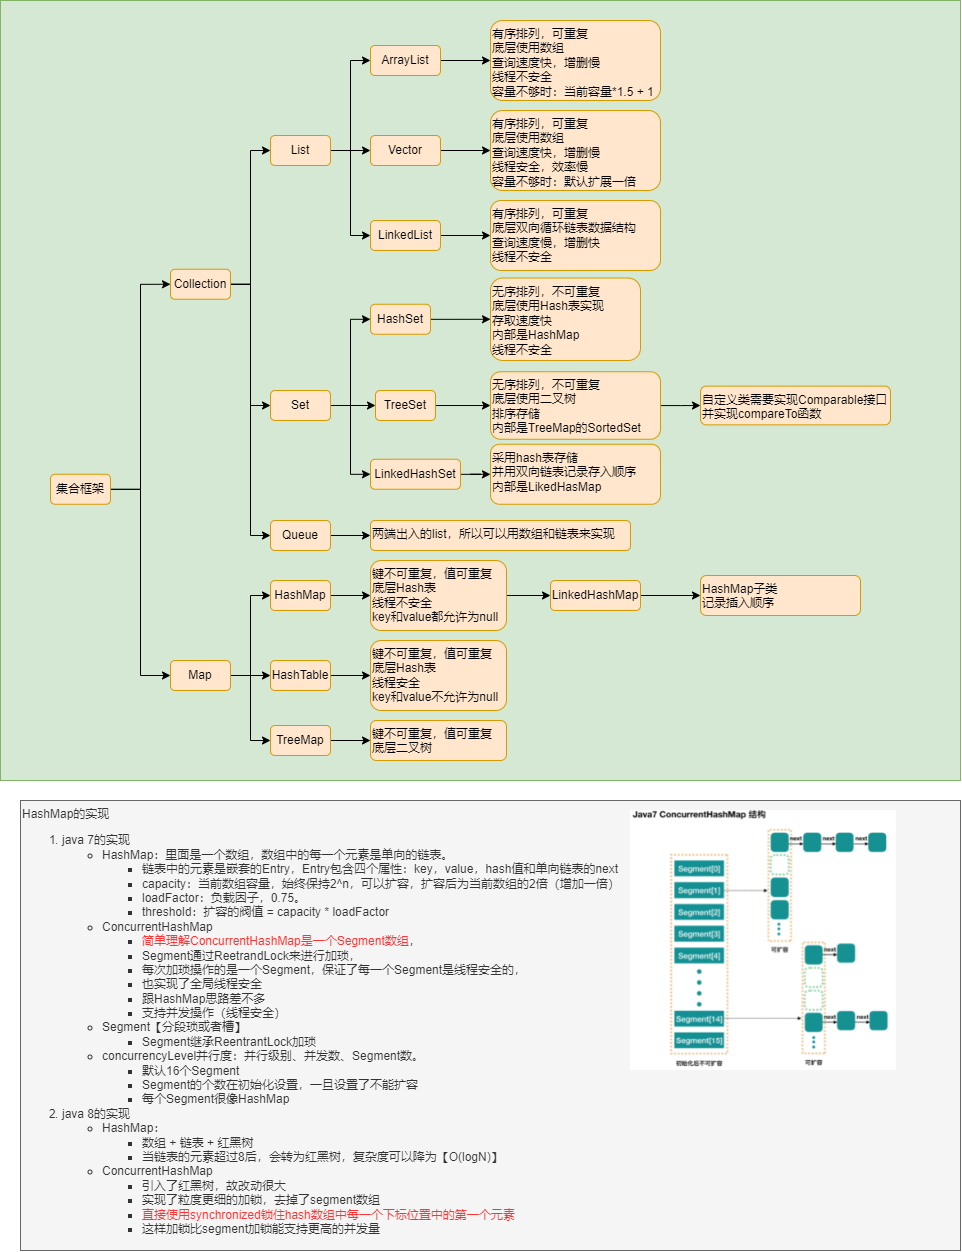 集合框架
Collection
List
ArrayList
有序排列，可重复
底层使用数组
查询速度快，增删慢
线程不安全
容量不够时：当前容量*1.5 + 1
Vector
有序排列，可重复
底层使用数组
查询速度快，增删慢
线程安全，效率慢
容量不够时：默认扩展一倍
LinkedList
有序排列，可重复
底层双向循环链表数据结构
查询速度慢，增删快
线程不安全
Set
HashSet
无序排列，不可重复
底层使用Hash表实现
存取速度快
内部是HashMap
线程不安全
TreeSet
无序排列，不可重复
底层使用二叉树
排序存储
内部是TreeMap的SortedSet
自定义类需要实现Comparable接口
并实现compareTo函数
LinkedHashSet
采用hash表存储
并用双向链表记录存入顺序
内部是LikedHasMap
Queue
两端出入的list，所以可以用数组和链表来实现
Map
HashMap
键不可重复，值可重复
底层Hash表
线程不安全
key和value都允许为null
LinkedHashMap
HashMap子类
记录插入顺序
HashTable
键不可重复，值可重复
底层Hash表
线程安全
key和value不允许为null
TreeMap
键不可重复，值可重复
底层二叉树
HashMap的实现
1. java 7的实现
HashMap：里面是一个数组，数组中的每一个元素是单向的链表。
链表中的元素是嵌套的Entry，Entry包含四个属性：key，value，hash值和单向链表的next
capacity：当前数组容量，始终保持2^n，可以扩容，扩容后为当前数组的2倍（增加一倍）
loadFactor：负载因子，0.75。
threshold：扩容的阀值 = capacity * loadFactor
ConcurrentHashMap
简单理解ConcurrentHashMap是一个Segment数组，
Segment通过ReetrandLock来进行加琐，
每次加琐操作的是一个Segment，保证了每一个Segment是线程安全的，
也实现了全局线程安全
跟HashMap思路差不多
支持并发操作（线程安全）
Segment【分段琐或者槽】
Segment继承ReentrantLock加琐
concurrencyLevel并行度：并行级别、并发数、Segment数。
默认16个Segment
Segment的个数在初始化设置，一旦设置了不能扩容
每个Segment很像HashMap
2. java 8的实现
HashMap：
数组 + 链表 + 红黑树
当链表的元素超过8后，会转为红黑树，复杂度可以降为【O(logN)】
ConcurrentHashMap
引入了红黑树，故改动很大
实现了粒度更细的加锁，去掉了segment数组
直接使用synchronized锁住hash数组中每一个下标位置中的第一个元素
这样加锁比segment加锁能支持更高的并发量
Java7 ConcurrentHashMap 结构
Segment[0]
Segment[1]
Segment[2]
Segment[3]
Segment[4]
Segment[14]
Segment[15]
初始化后不可扩容
next
next
next
可扩容
next
next
next
可扩容